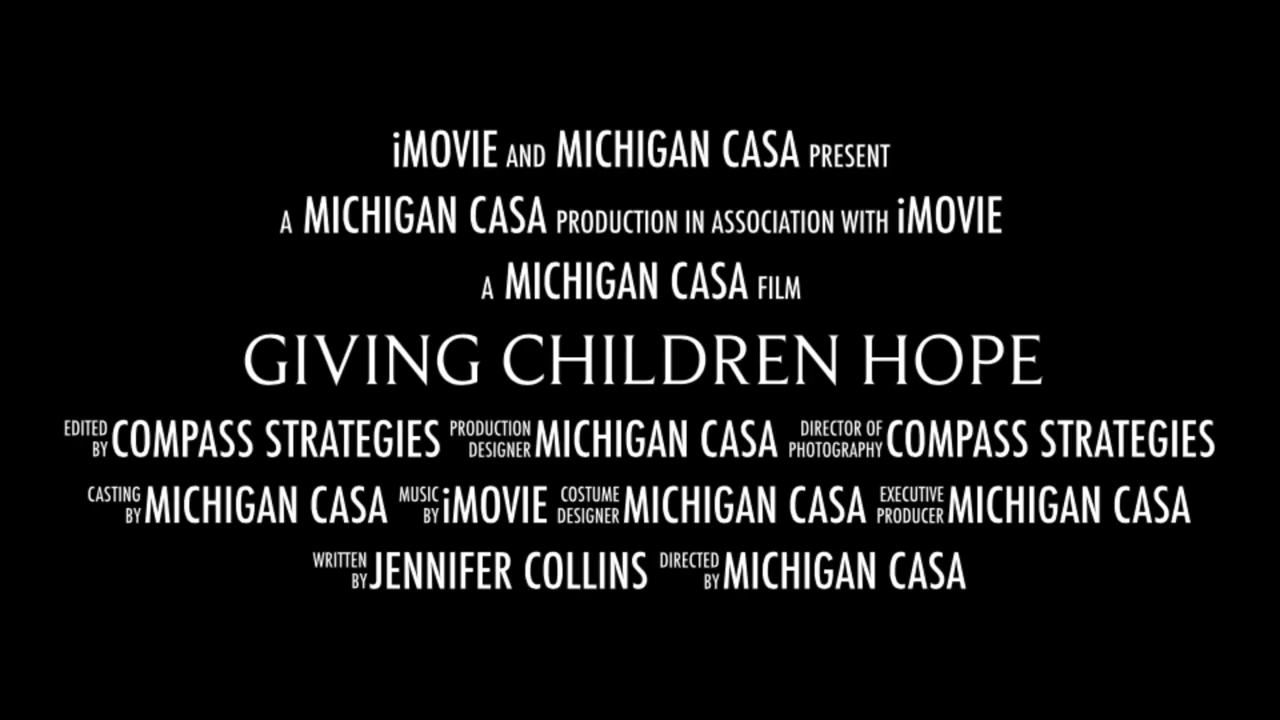 iMOVIE AND MICHIGAN CASA PRESENT
A MICHIGAN CASA PRODUCTION IN ASSOCIATION WITH iMOVIE
A MICHIGAN CASA FILM
GIVING CHILDREN HOPE
EDITED BY COMPASS STRATEGIES PRODUCTION DESIGNER MICHIGAN CASA DIRECTOR OF PHOTOGRAPHY COMPASS STRATEGIES
CASTING BY MICHIGAN CASA MUSIC BY iMOVIE COSTUME DESIGNER MICHIGAN CASA EXECUTIVE PRODUCER MICHIGAN CASA
WRITTEN BY JENNIFER COLLINS DIRECTED BY MICHIGAN CASA